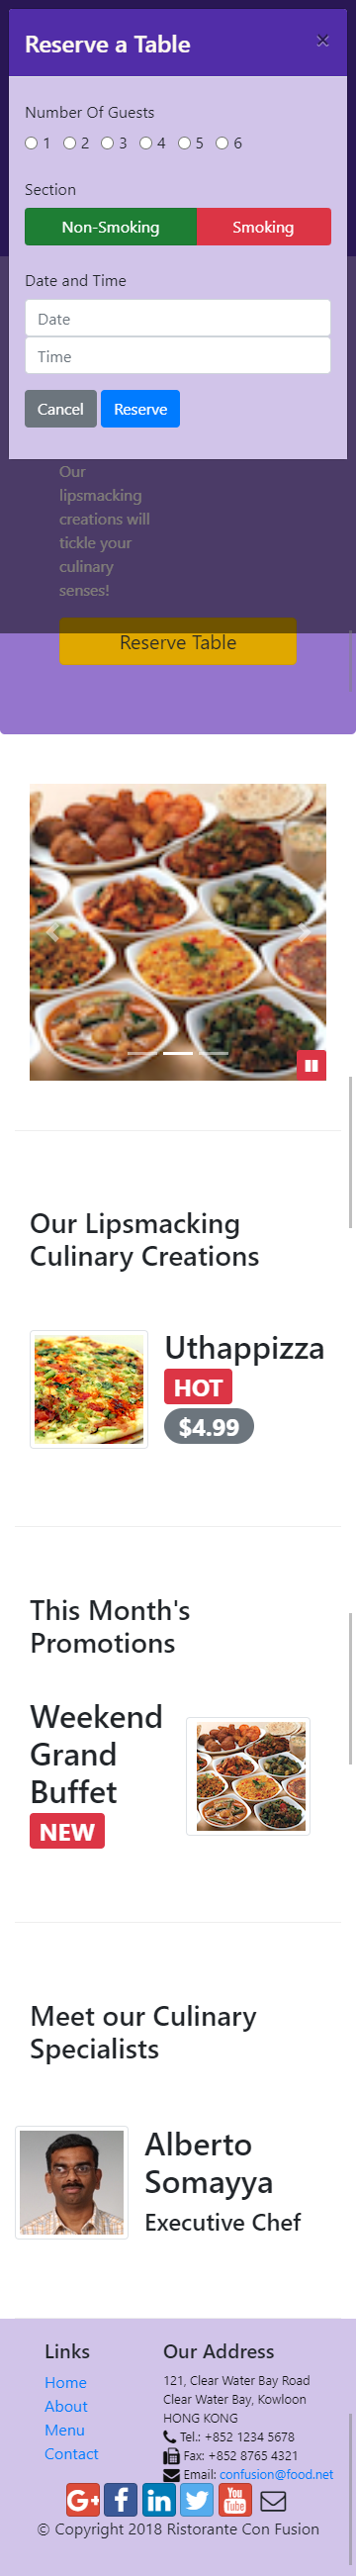 Reserve a Table ×
Number Of Guests
1 2 3 4 5 6
Section
Non-Smoking Smoking
Date and Time
Date
Time
Cancel Reserve
Our
lipsmacking
creations will
tickle your
culinary
senses!
Reserve Table
Our Lipsmacking
Culinary Creations
Uthappizza
HOT
$4.99
This Month's
Promotions
Weekend
Grand
Buffet
NEW
Meet our Culinary
Specialists
Alberto
Somayya
Executive Chef
Links
Home
About
Menu
Contact
Our Address
121, Clear Water Bay Road
Clear Water Bay, Kowloon
HONG KONG
Tel.: +852 1234 5678
Fax: +852 8765 4321
Email: confusion@food.net
G+ f in You Tube
© Copyright 2018 Ristorante Con Fusion